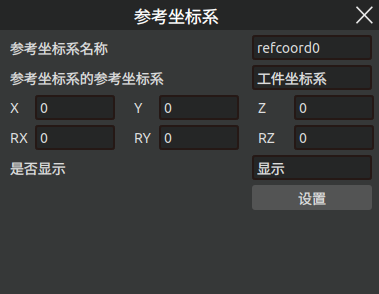 参考坐标系
参考坐标系名称 refcoord0
参考坐标系的参考坐标系 工件坐标系
X 0 Y 0 Z 0
RX 0 RY 0 RZ 0
是否显示 显示
设置